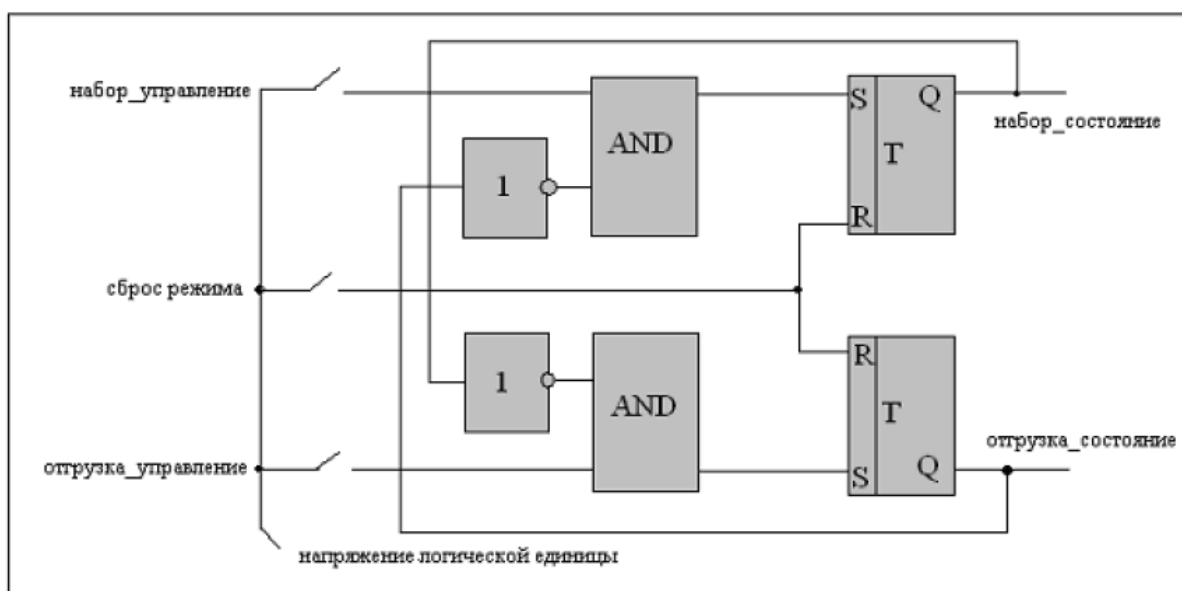 набор_управление
AND
S
Q
T
R
набор_состояние
1
сброс режима
1
AND
R
T
Q
S
отгрузка_управление
отгрузка_состояние
напряжение логической единицы